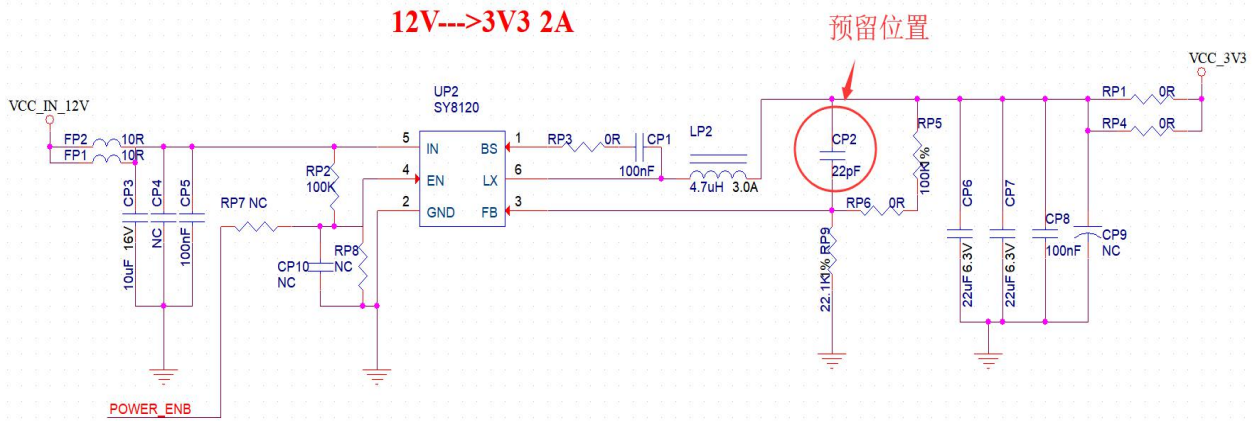 12V--->3V3 2A
预留位置
VCC_3V3
VCC_IN_12V
UP2
SY8120
FP2 10R
FP1 10R
5 IN
BS 1
4 EN
LX 6
2 GND
FB 3
RP3 0R
CP1
100nF
LP2
4.7uH 3.0A
CP2
22pF
RP5
100K1%
RP1 0R
RP4 0R
RP2
100K
RP7 NC
RP6 0R
RP9
22.1K1%
CP3
10uF 16V
CP4
NC
CP5
100nF
CP10
NC
RP8
NC
CP6
22uF 6.3V
CP7
22uF 6.3V
CP8
100nF
CP9
NC
POWER_ENB